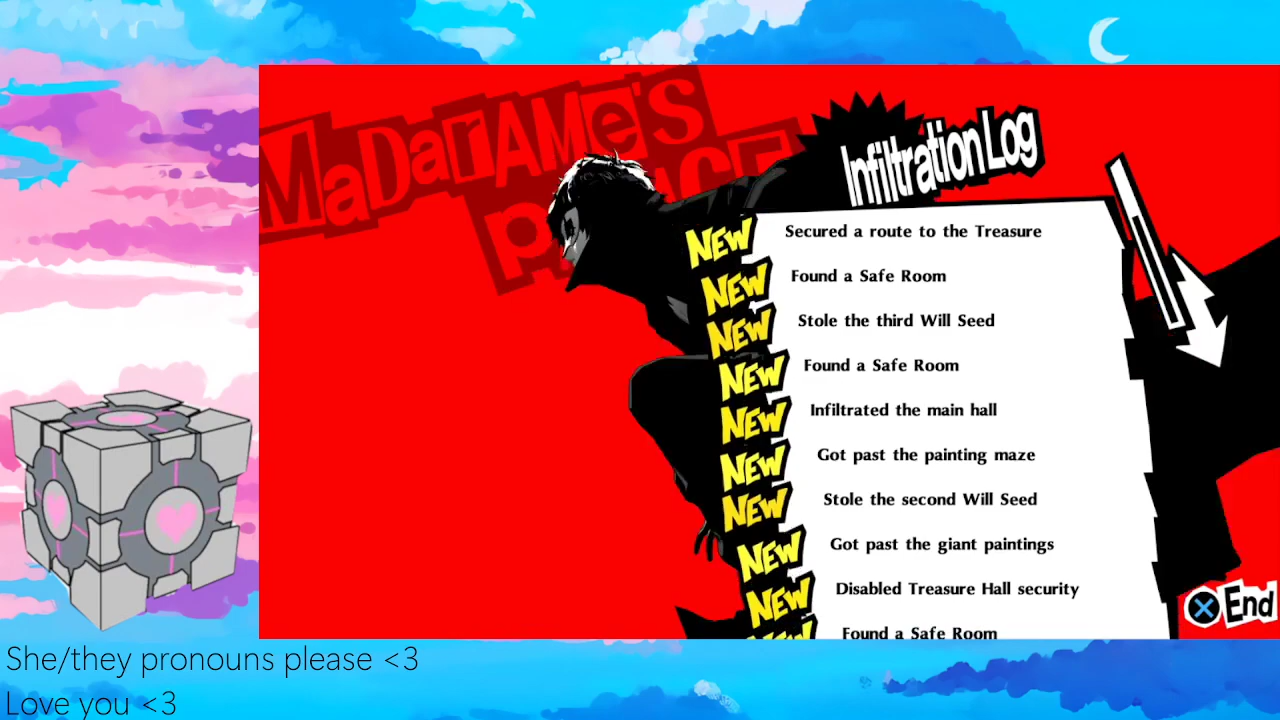 MaDarAMe's
Infiltration Log
NEW Secured a route to the Treasure
NEW Found a Safe Room
NEW Stole the third Will Seed
NEW Found a Safe Room
NEW Infiltrated the main hall
NEW Got past the painting maze
NEW Stole the second Will Seed
NEW Got past the giant paintings
NEW Disabled Treasure Hall security
Found a Safe Room
End
She/they pronouns please <3
Love you <3